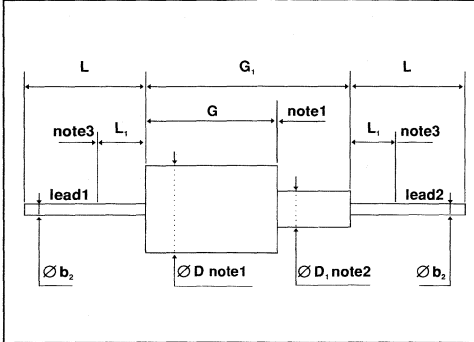 L G₁ L
G note1
note3 L₁ L₁ note3
lead1 lead2
∅ b₂ ∅ D note1 ∅ D₁ note2 ∅ b₂